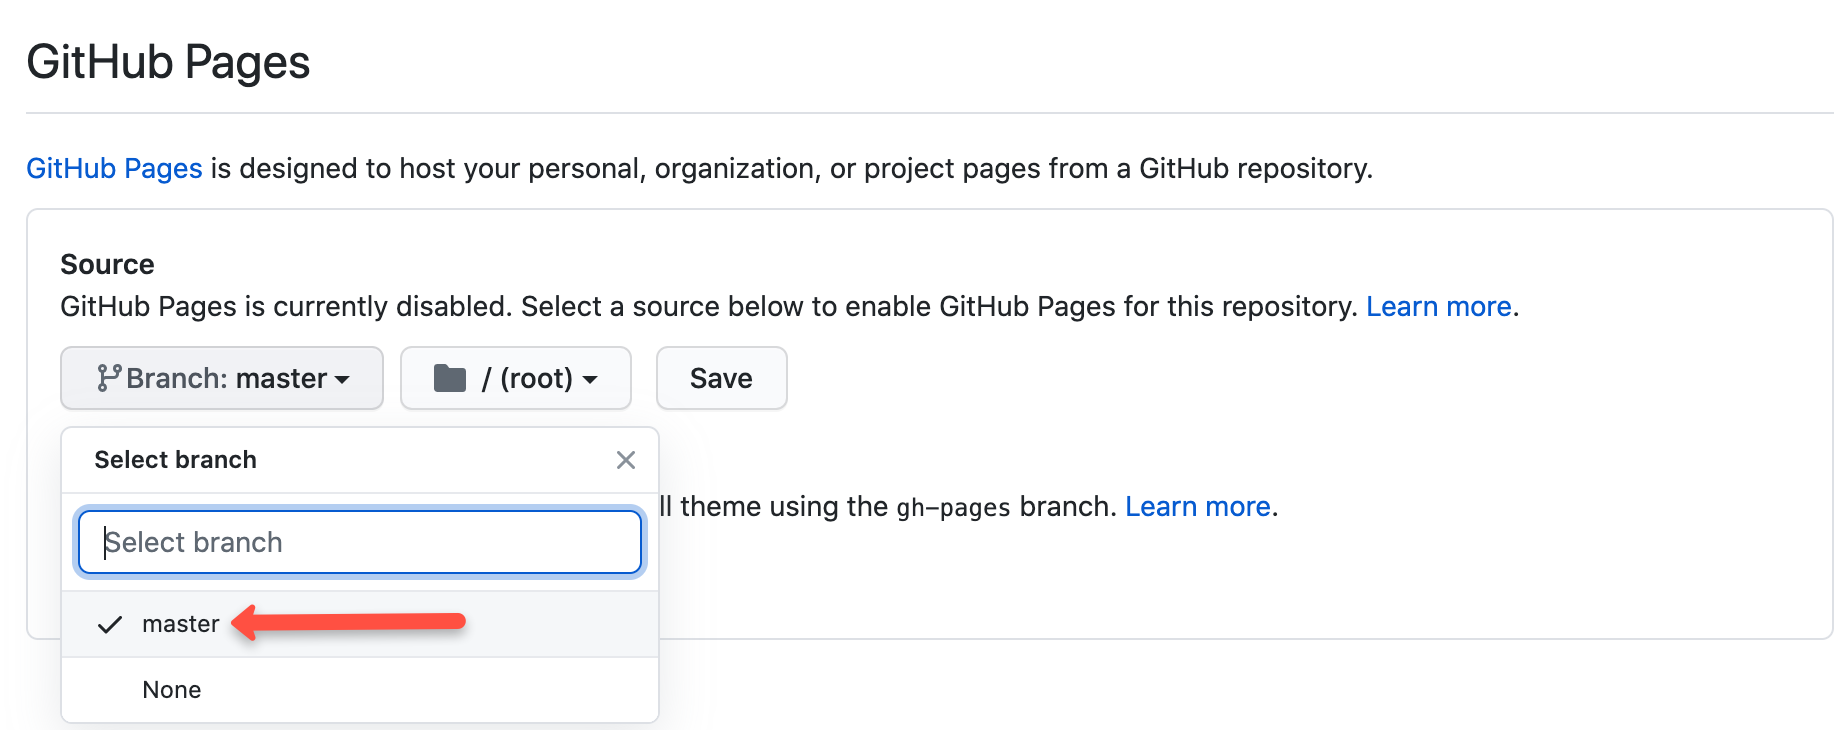 GitHub Pages
GitHub Pages is designed to host your personal, organization, or project pages from a GitHub repository.
Source
GitHub Pages is currently disabled. Select a source below to enable GitHub Pages for this repository. Learn more.
Branch: master / (root) Save
Select branch
theme using the gh-pages branch. Learn more.
Select branch
master
None